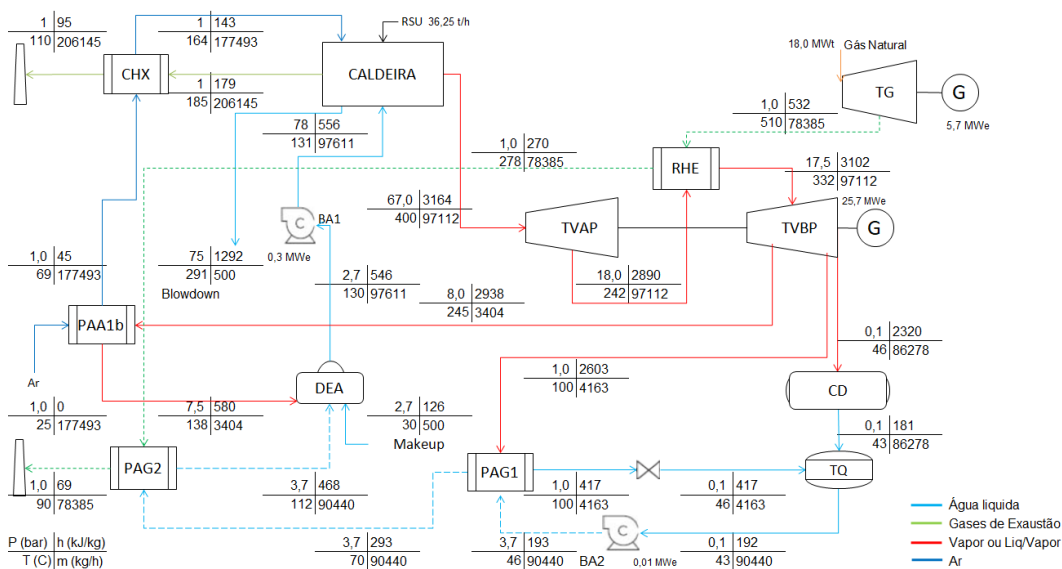 1 95
110 206145
1 143
164 177493
RSU 36,25 t/h
CHX
CALDEIRA
1 179
185 206145
18,0 MWt
Gás Natural
TG
G
5,7 MWe
1,0 532
510 78385
78 556
131 97611
1,0 270
278 78385
RHE
17,5 3102
332 97112
25,7 MWe
67,0 3164
400 97112
TVAP
TVBP
G
BA1
C
0,3 MWe
1,0 45
69 177493
75 1292
291 500
Blowdown
2,7 546
130 97611
18,0 2890
242 97112
8,0 2938
245 3404
PAA1b
0,1 2320
46 86278
Ar
DEA
1,0 2603
100 4163
CD
1,0 0
25 177493
7,5 580
138 3404
2,7 126
30 500
Makeup
0,1 181
43 86278
PAG2
PAG1
TQ
1,0 69
90 78385
3,7 468
112 90440
1,0 417
100 4163
0,1 417
46 4163
C
P (bar) h (kJ/kg)
T (C) m (kg/h)
3,7 293
70 90440
3,7 193
46 90440
BA2
0,01 MWe
0,1 192
43 90440
Água liquida
Gases de Exaustão
Vapor ou Liq/Vapor
Ar